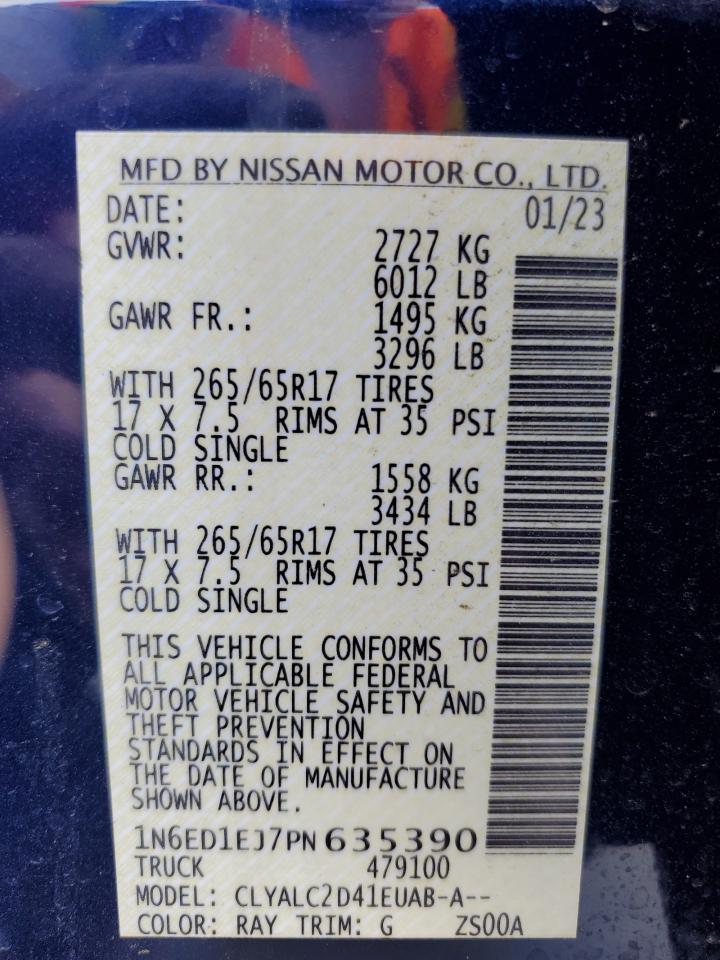 MFD BY NISSAN MOTOR CO., LTD.
DATE: 01/23
GVWR: 2727 KG
6012 LB
GAWR FR.: 1495 KG
3296 LB
WITH 265/65R17 TIRES
17 X 7.5 RIMS AT 35 PSI
COLD SINGLE
GAWR RR.: 1558 KG
3434 LB
WITH 265/65R17 TIRES
17 X 7.5 RIMS AT 35 PSI
COLD SINGLE
THIS VEHICLE CONFORMS TO
ALL APPLICABLE FEDERAL
MOTOR VEHICLE SAFETY AND
THEFT PREVENTION
STANDARDS IN EFFECT ON
THE DATE OF MANUFACTURE
SHOWN ABOVE.
1N6ED1EJ7PN635390
TRUCK 479100
MODEL: CLYALC2D41EUAB-A--
COLOR: RAY TRIM: G ZS00A